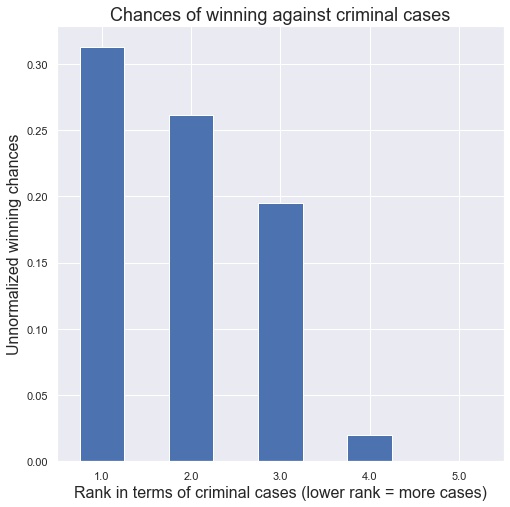 Chances of winning against criminal cases
Unnormalized winning chances
0.30
0.25
0.20
0.15
0.10
0.05
0.00
1.0 2.0 3.0 4.0 5.0
Rank in terms of criminal cases (lower rank = more cases)